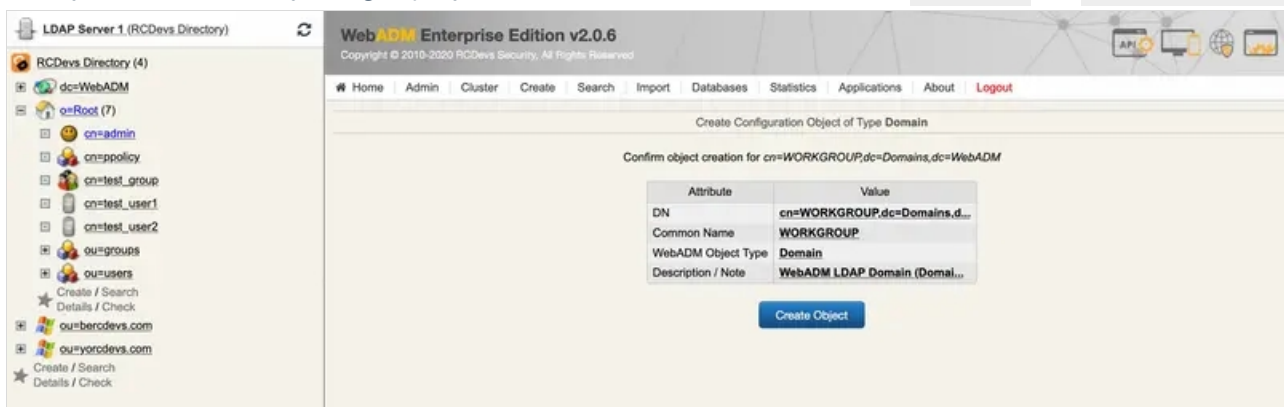 LDAP Server 1 (RCDevs Directory)
RCDevs Directory (4)
dc=WebADM
o=Root (7)
cn=admin
cn=ppolicy
cn=test_group
cn=test_user1
cn=test_user2
ou=groups
ou=users
Create / Search
Details / Check
ou=bercdevs.com
ou=yorcdevs.com
Create / Search
Details / Check
WebADM Enterprise Edition v2.0.6
Copyright © 2010-2020 RCDevs Security, All Rights Reserved
API
Home Admin Cluster Create Search Import Databases Statistics Applications About Logout
Create Configuration Object of Type Domain
Confirm object creation for cn=WORKGROUP,dc=Domains,dc=WebADM
Attribute Value
DN cn=WORKGROUP,dc=Domains,d...
Common Name WORKGROUP
WebADM Object Type Domain
Description / Note WebADM LDAP Domain (Domai...
Create Object